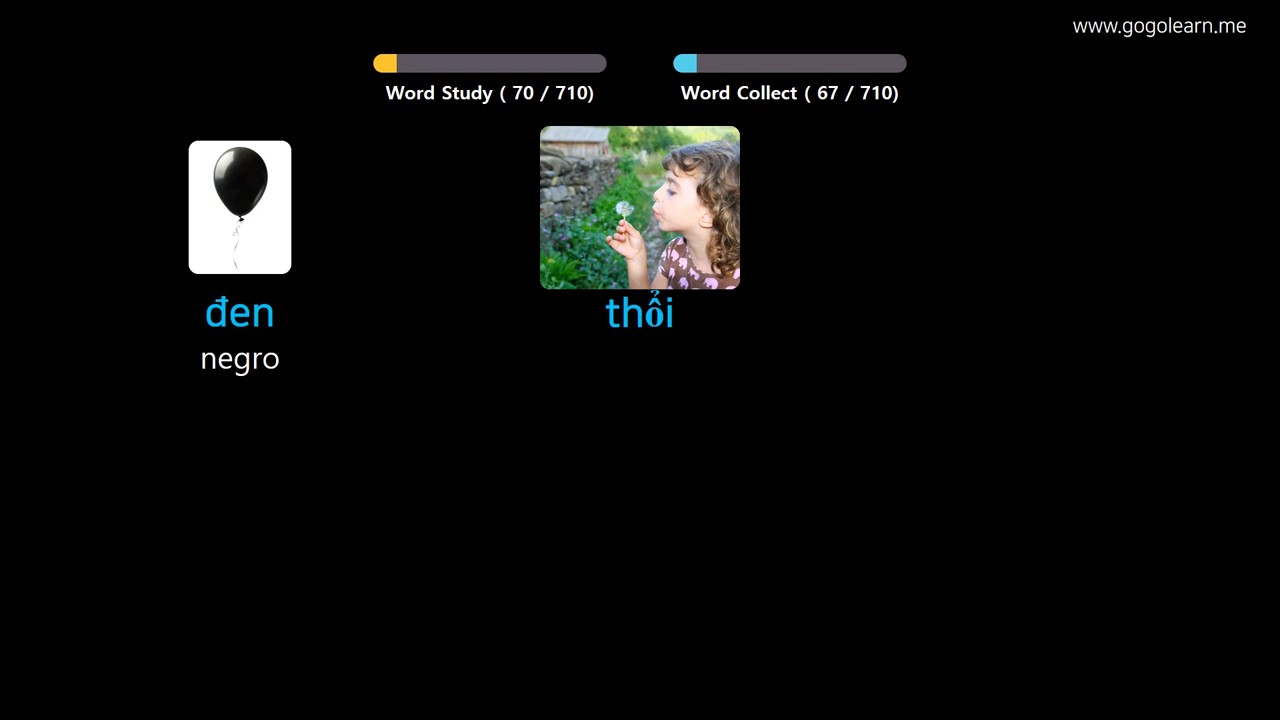 www.gogolearn.me
Word Study ( 70 / 710)
Word Collect ( 67 / 710)
đen
negro
thổi